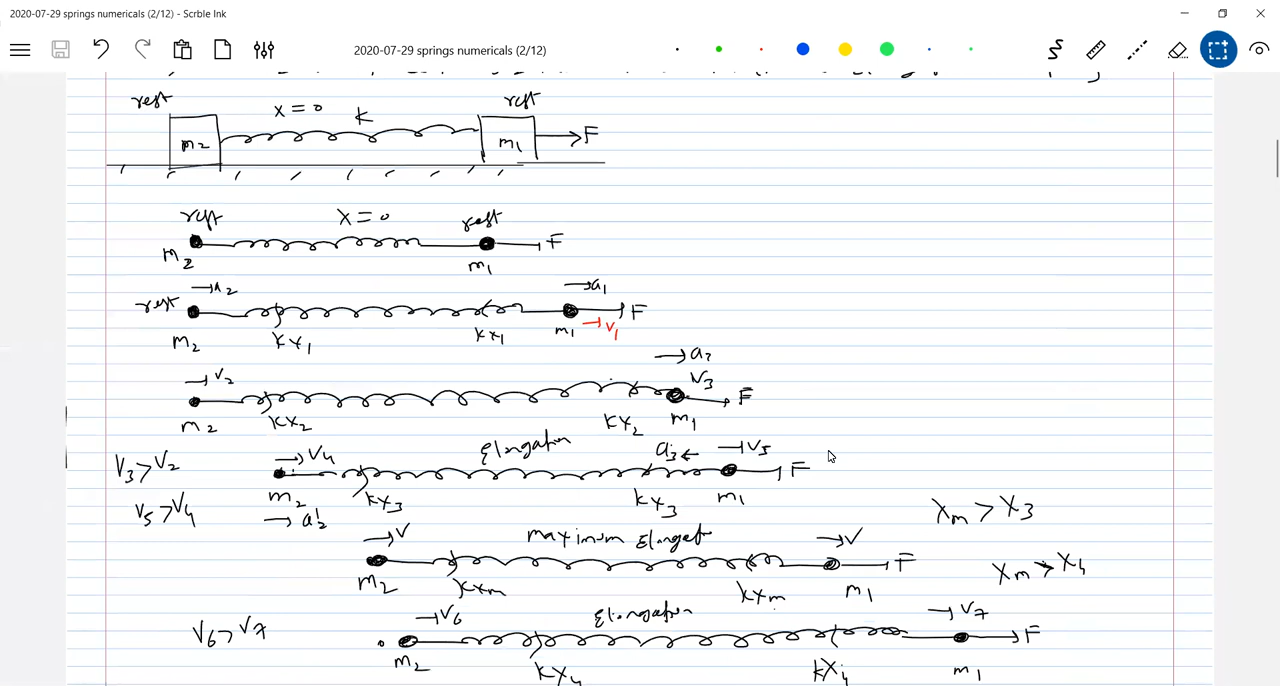 2020-07-29 springs numericals (2/12) - Scrble Ink
2020-07-29 springs numericals (2/12)
rest x = 0 K rest
m2 m1 F
rest x = 0 rest
m2 m1 F
a2 a1
rest F
m2 kx1 kx1 m1 v1
v2 a2 v3
F
m2 kx2 kx2 m1
v3 > v2 v4 Elongation a3 v5 F
m2 kx3 kx3 m1
v5 > v4 a2' xm > x3
v maximum v
F
m2 kxm kxm m1 xm > x4
v6 > v7 v6 Elongation v7
F
m2 kx4 kx4 m1